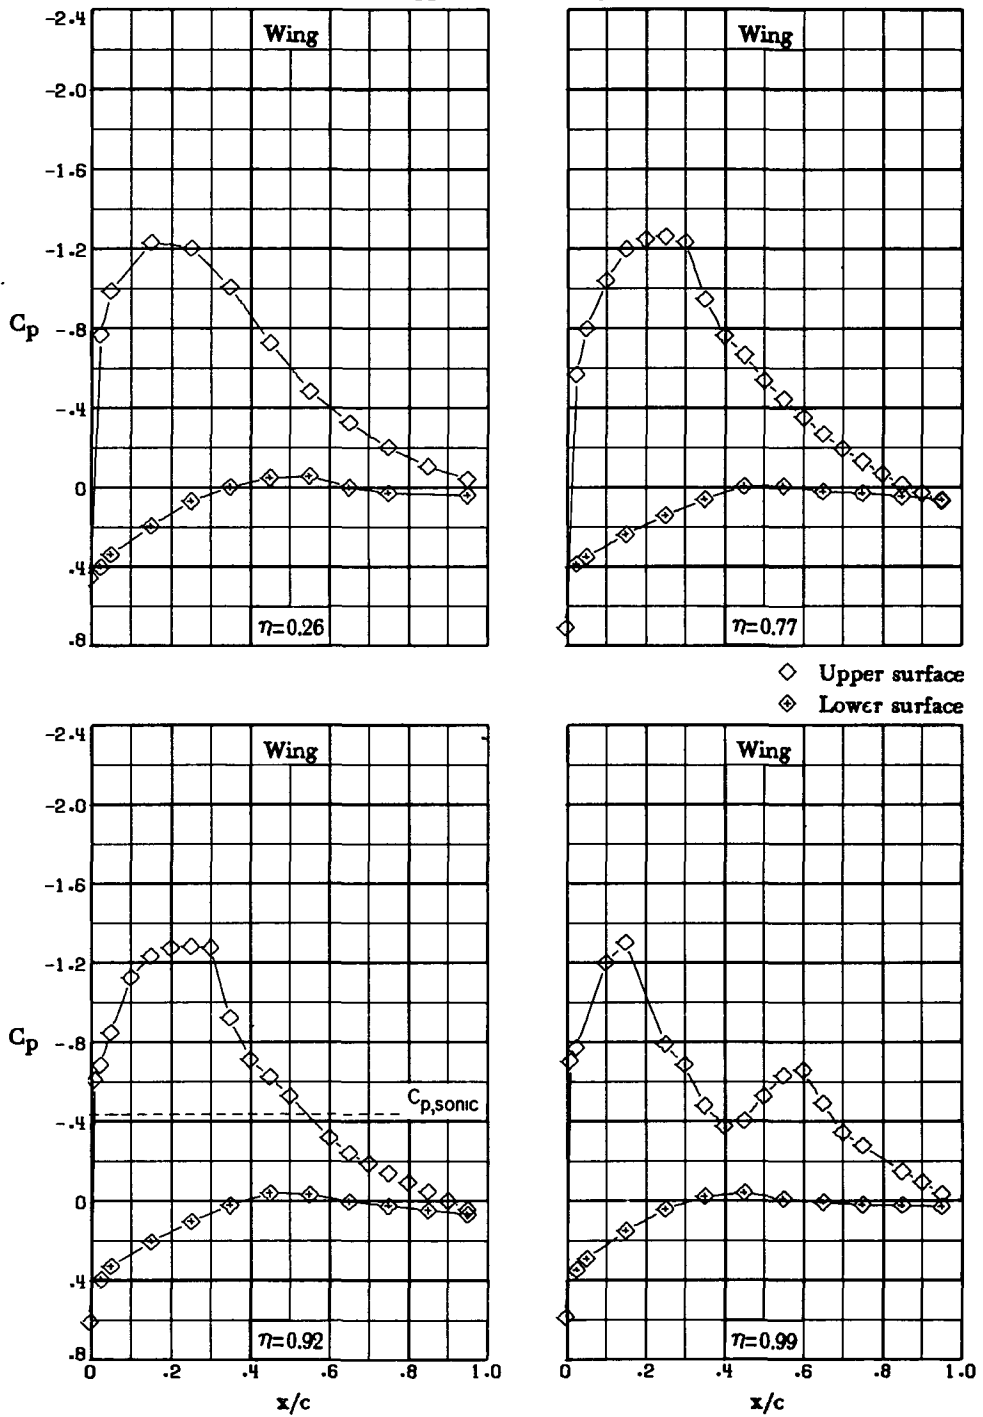 -2.4
Wing
Wing
-2.0
-1.6
-1.2
Cp
-.8
-.4
0
.4
.8
η=0.26
η=0.77
Upper surface
Lower surface
-2.4
Wing
Wing
-2.0
-1.6
-1.2
Cp
-.8
Cp,sonic
-.4
0
.4
.8
η=0.92
η=0.99
0 .2 .4 .6 .8 1.0
0 .2 .4 .6 .8 1.0
x/c
x/c